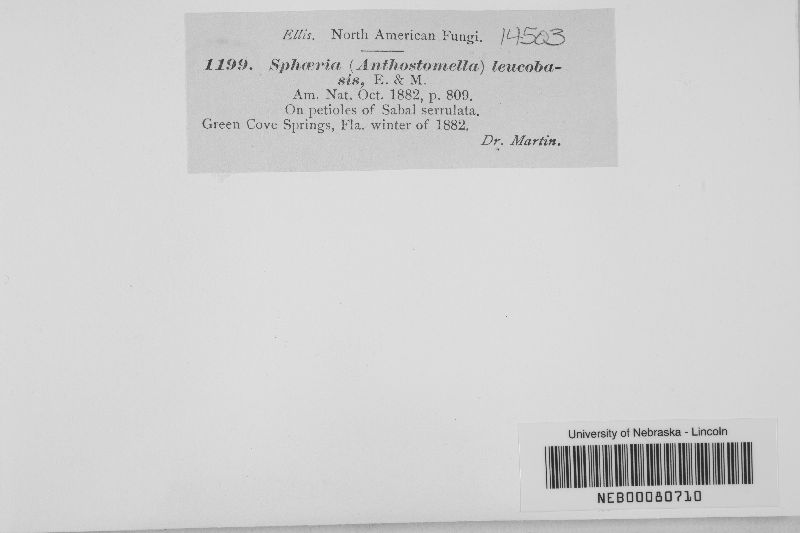 Ellis. North American Fungi. 14503
1199. Sphæria (Anthostomella) leucoba-
sis, E. & M.
Am. Nat. Oct. 1882, p. 809.
On petioles of Sabal serrulata.
Green Cove Springs, Fla. winter of 1882.
Dr. Martin.
University of Nebraska - Lincoln
NEB00080710